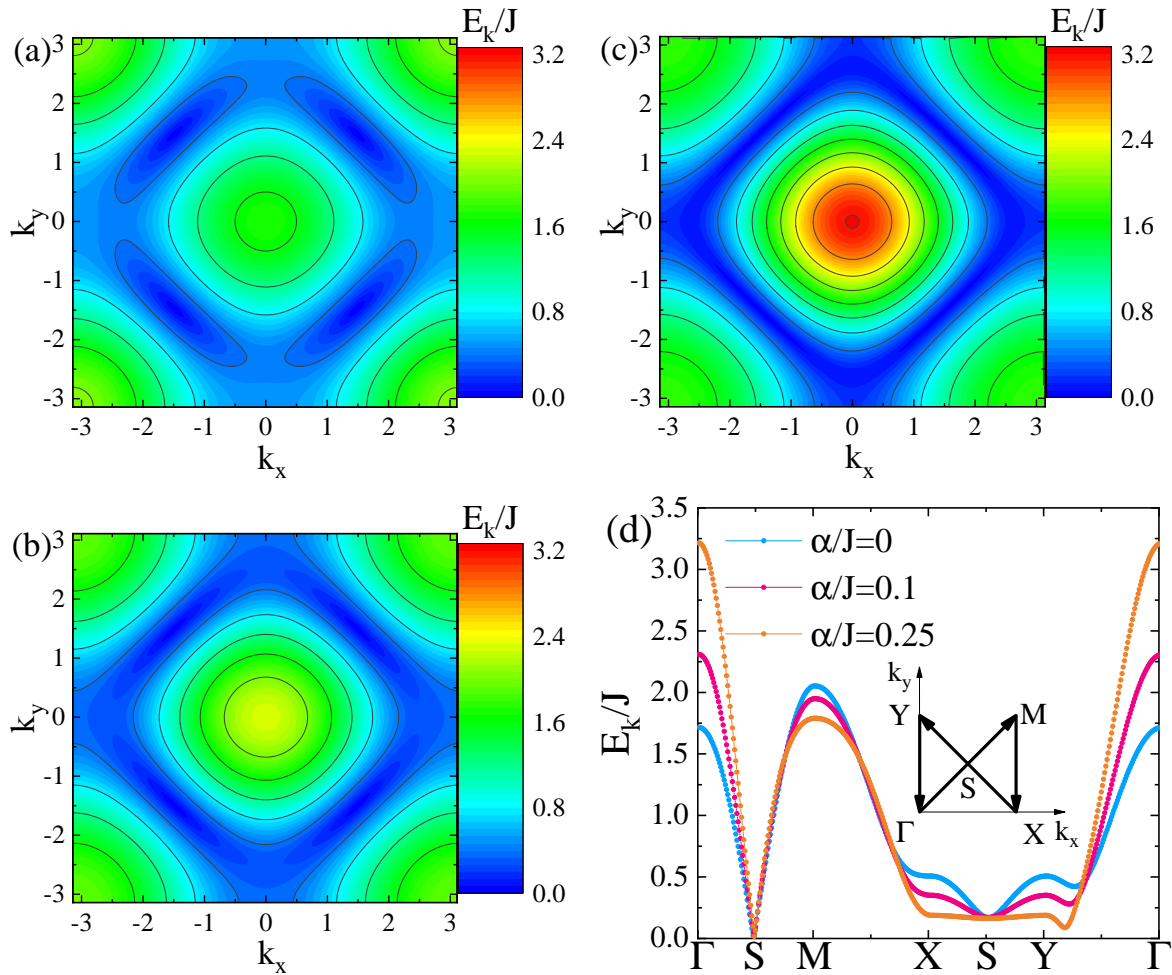 (a)
E_k/J
3.2
2.4
1.6
0.8
0.0
3
2
1
0
-1
-2
-3
k_y
-3 -2 -1 0 1 2 3
k_x
(c)
E_k/J
3.2
2.4
1.6
0.8
0.0
3
2
1
0
-1
-2
-3
k_y
-3 -2 -1 0 1 2 3
k_x
(b)
E_k/J
3.2
2.4
1.6
0.8
0.0
3
2
1
0
-1
-2
-3
k_y
-3 -2 -1 0 1 2 3
k_x
(d)
3.5
3.0
2.5
2.0
1.5
1.0
0.5
0.0
E_k/J
α/J=0
α/J=0.1
α/J=0.25
k_y
Y M
S
Γ X k_x
Γ S M X S Y Γ